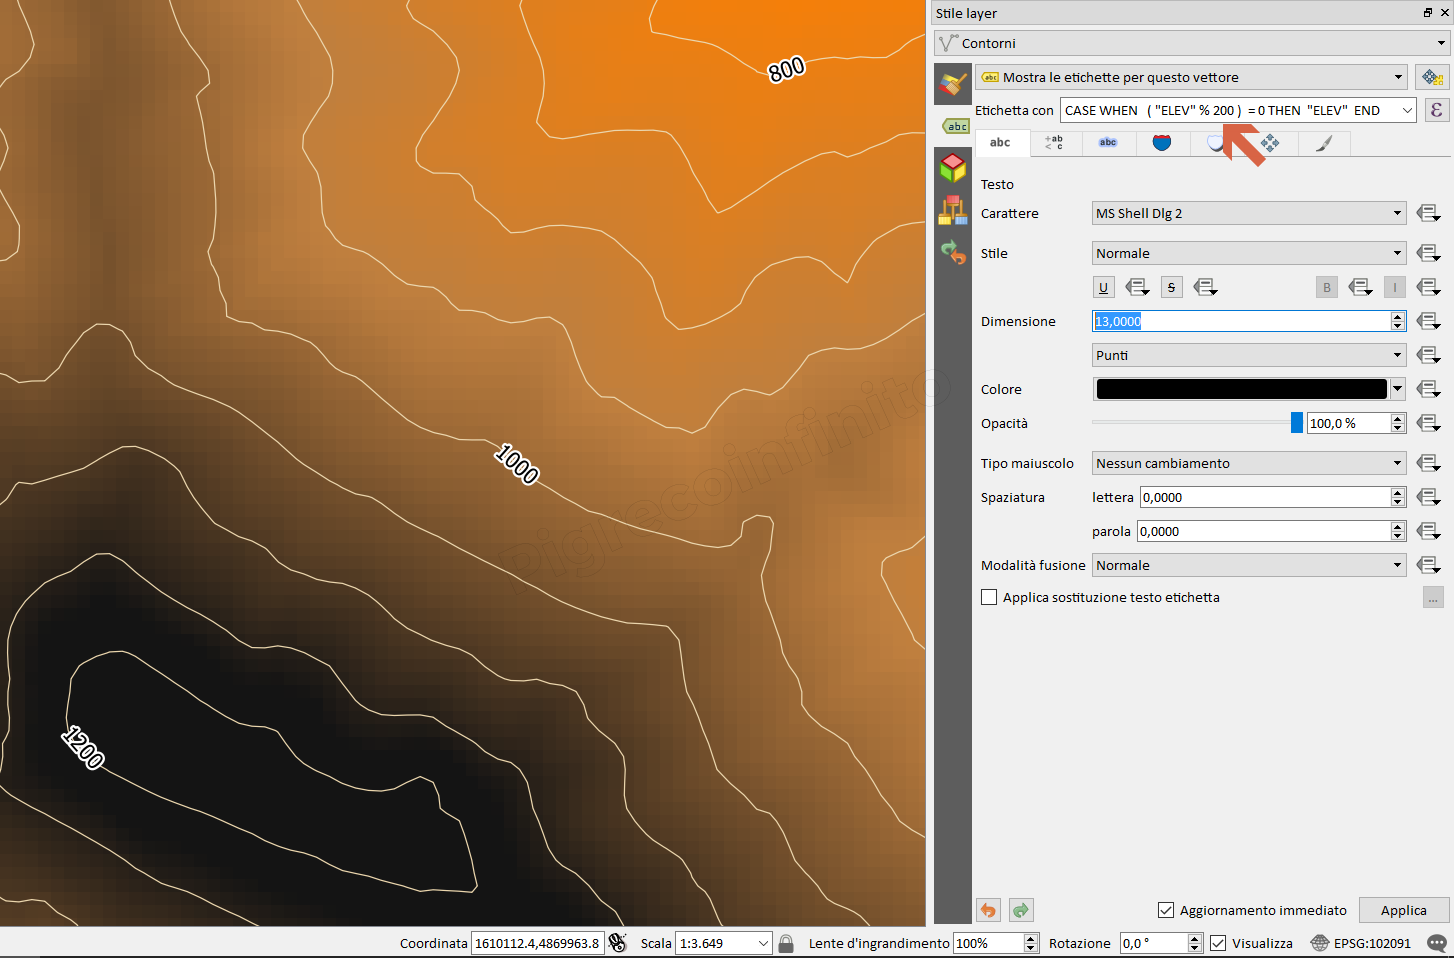 Stile layer
Contorni
Mostra le etichette per questo vettore
Etichetta con CASE WHEN ( "ELEV" % 200 ) = 0 THEN "ELEV" END ε
abc
abc +ab < c abc
Testo
Carattere MS Shell Dlg 2
Stile Normale
U S B I
Dimensione 13,0000
Punti
Colore
Opacità 100,0 %
Tipo maiuscolo Nessun cambiamento
Spaziatura lettera 0,0000
parola 0,0000
Modalità fusione Normale
Applica sostituzione testo etichetta ...
Aggiornamento immediato Applica
800
1000
1200
Pigrecoinfinito
Coordinata 1610112.4,4869963.8 Scala 1:3.649 Lente d'ingrandimento 100% Rotazione 0,0 ° Visualizza EPSG:102091